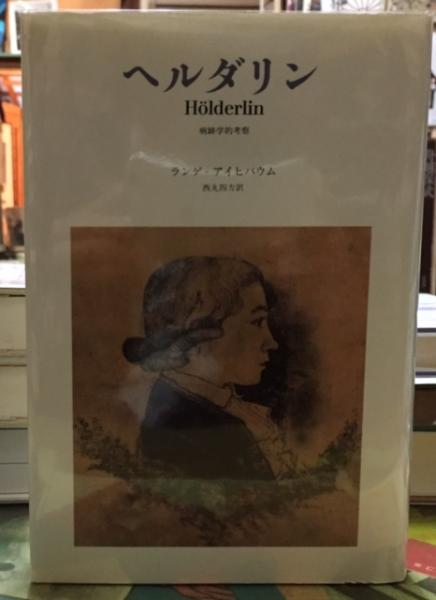 ヘルダリン
Hölderlin
病跡学的考察
ランゲ・アイヒバウム
西丸四方訳